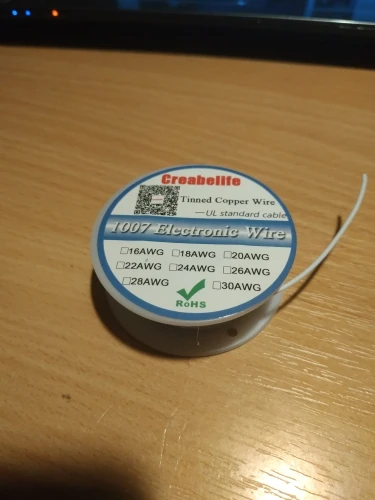 Creabelife
Tinned Copper Wire
—UL standard cable
1007 Electronic Wire
□16AWG □18AWG □20AWG
□22AWG □24AWG □26AWG
□28AWG □30AWG
RoHS